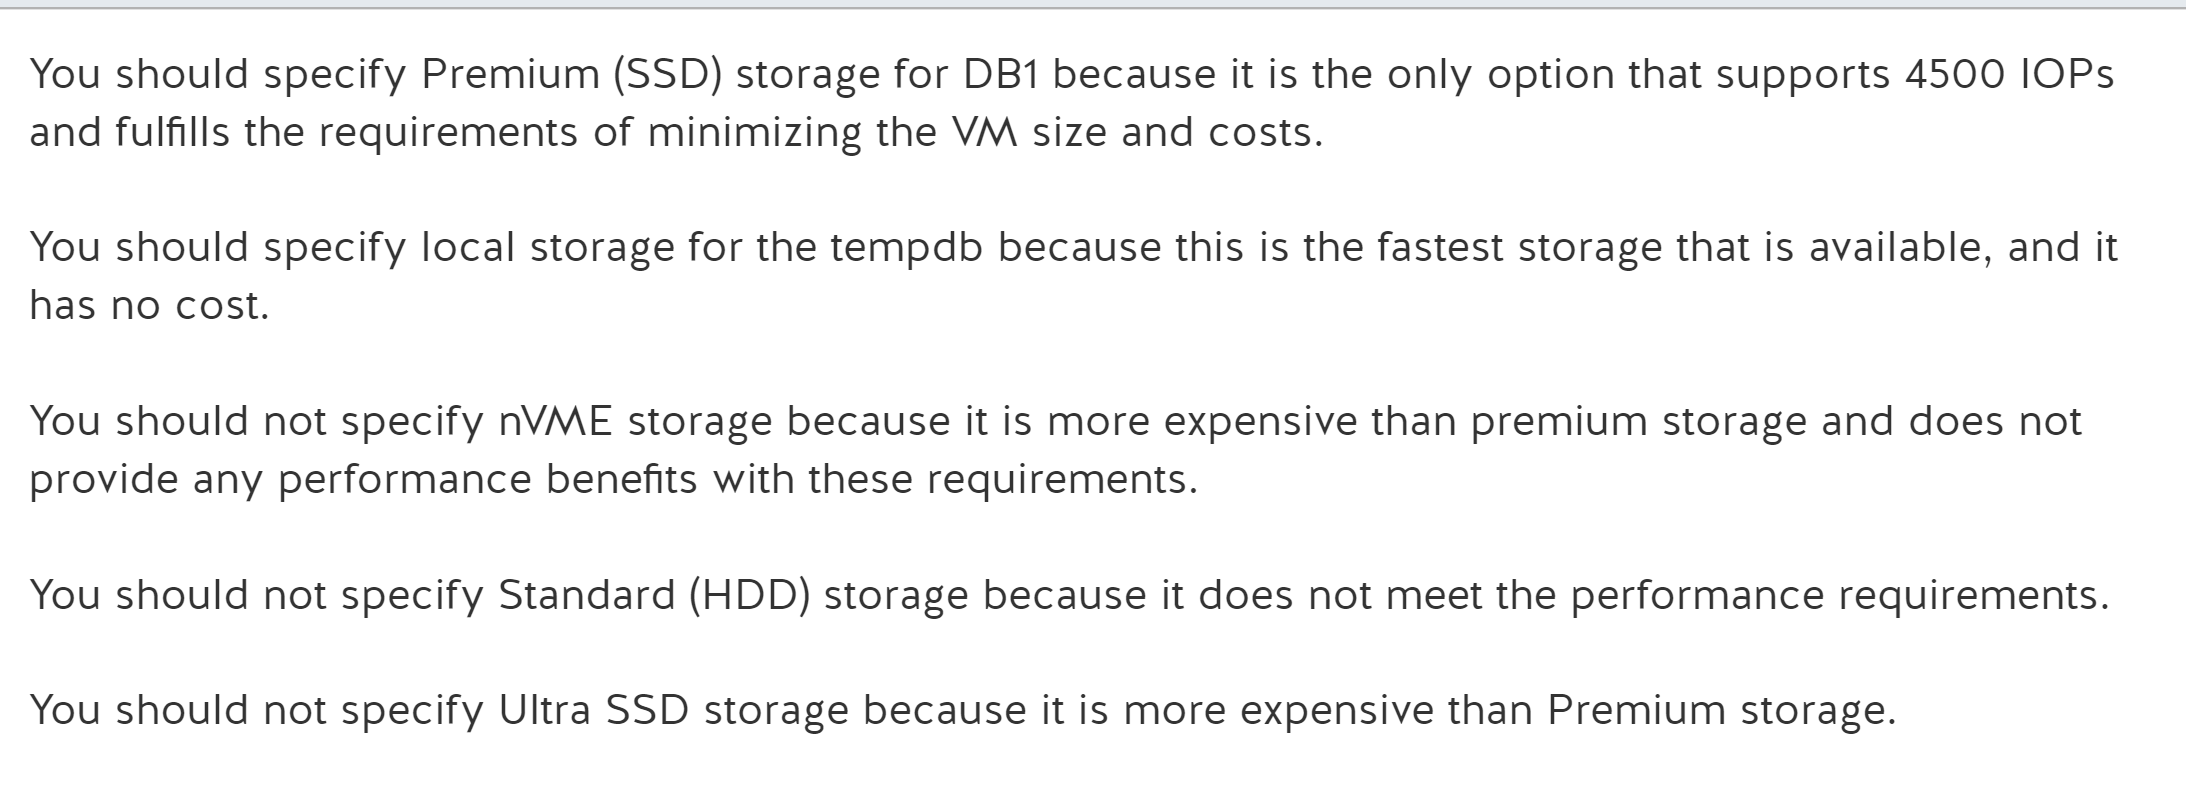 You should specify Premium (SSD) storage for DB1 because it is the only option that supports 4500 IOPs
and fulfills the requirements of minimizing the VM size and costs.
You should specify local storage for the tempdb because this is the fastest storage that is available, and it
has no cost.
You should not specify nVME storage because it is more expensive than premium storage and does not
provide any performance benefits with these requirements.
You should not specify Standard (HDD) storage because it does not meet the performance requirements.
You should not specify Ultra SSD storage because it is more expensive than Premium storage.